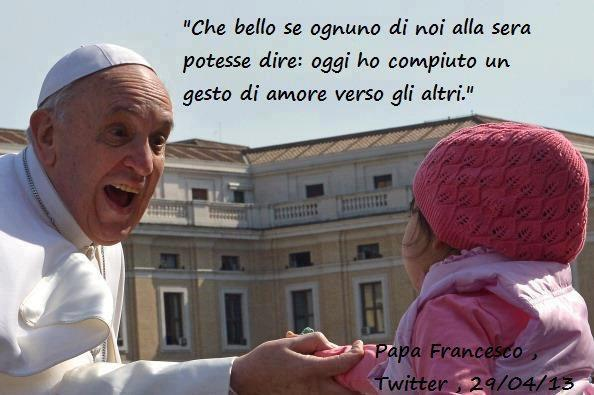 "Che bello se ognuno di noi alla sera
potesse dire: oggi ho compiuto un
gesto di amore verso gli altri."
Papa Francesco ,
Twitter , 29/04/13